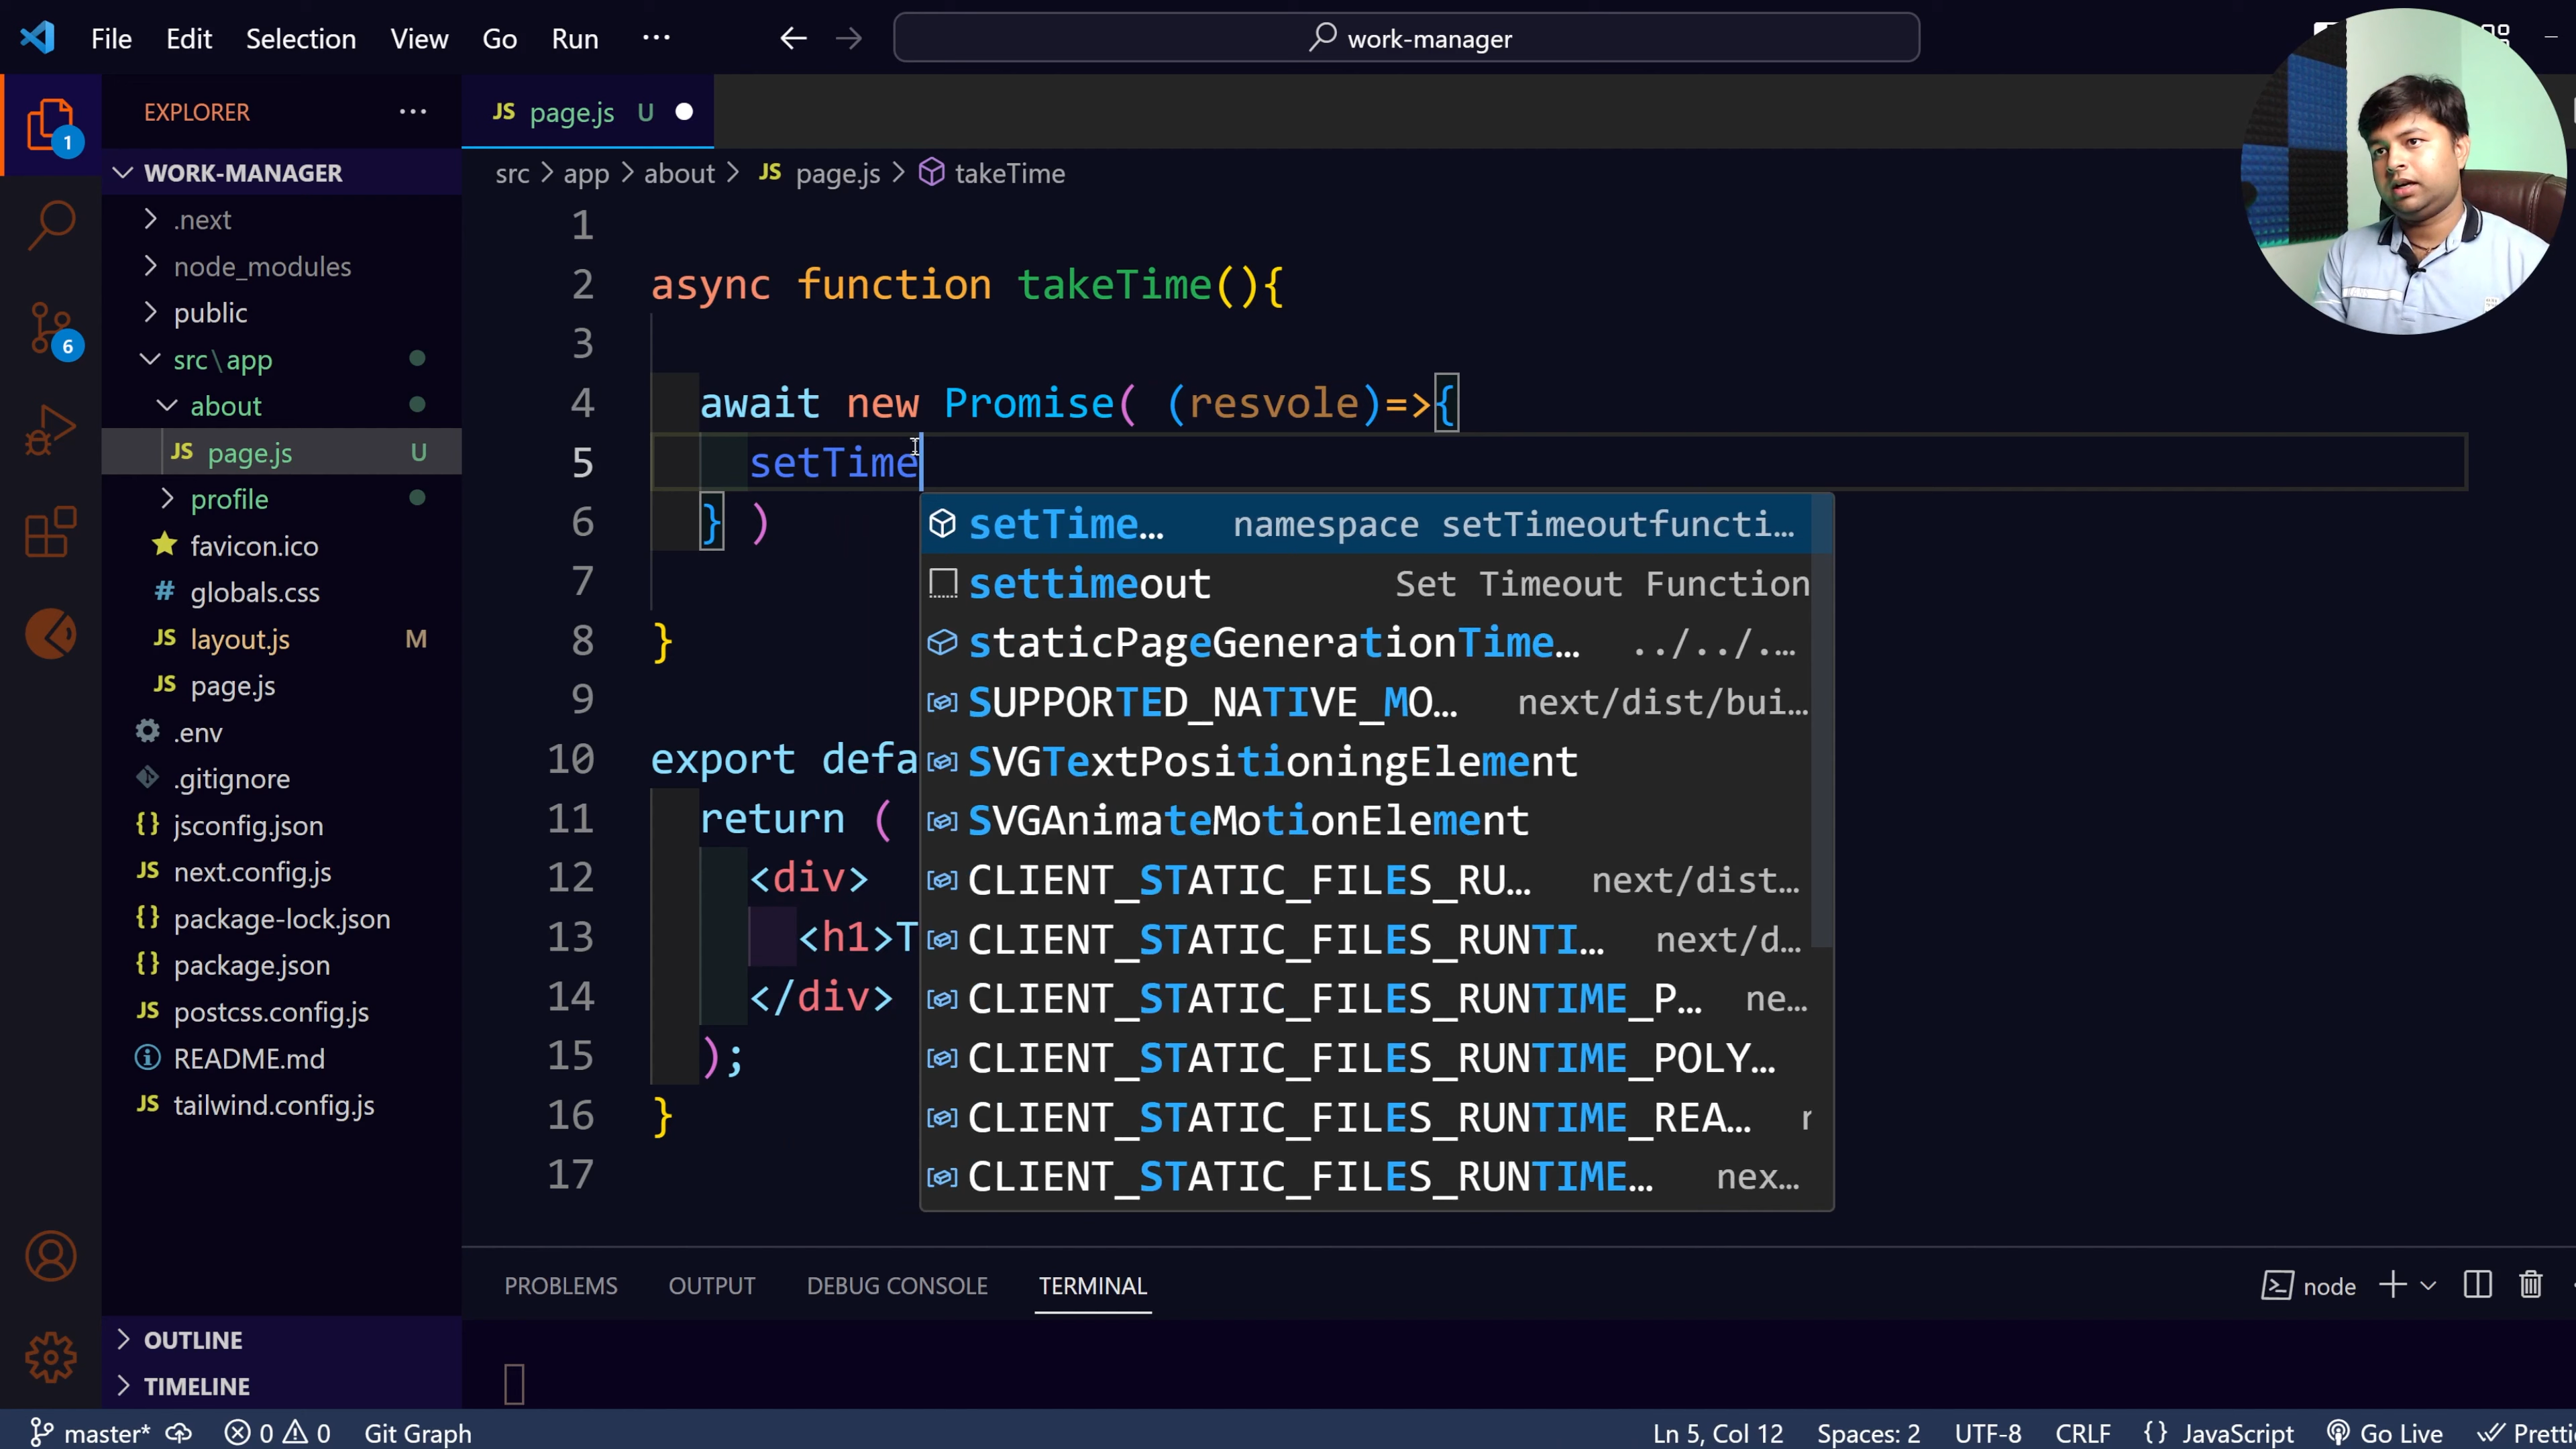 File Edit Selection View Go Run ··· work-manager
EXPLORER ···
JS page.js U
WORK-MANAGER
.next
node_modules
public
src\app
about
JS page.js U
profile
favicon.ico
# globals.css
JS layout.js M
JS page.js
.env
.gitignore
{} jsconfig.json
JS next.config.js
{} package-lock.json
{} package.json
JS postcss.config.js
README.md
JS tailwind.config.js
OUTLINE
TIMELINE
src > app > about > JS page.js > takeTime
1
2 async function takeTime(){
3
4 await new Promise( (resvole)=>{
5 setTime
6 } )
7
8 }
9
10 export defa
11 return (
12 <div>
13 <h1>T
14 </div>
15 );
16 }
17
setTime… namespace setTimeoutfuncti…
settimeout Set Timeout Function
staticPageGenerationTime… ../../.…
SUPPORTED_NATIVE_MO… next/dist/bui…
SVGTextPositioningElement
SVGAnimateMotionElement
CLIENT_STATIC_FILES_RU… next/dist…
CLIENT_STATIC_FILES_RUNTI… next/d…
CLIENT_STATIC_FILES_RUNTIME_P… ne…
CLIENT_STATIC_FILES_RUNTIME_POLY…
CLIENT_STATIC_FILES_RUNTIME_REA… r
CLIENT_STATIC_FILES_RUNTIME… nex…
PROBLEMS OUTPUT DEBUG CONSOLE TERMINAL node
1
6
master* 0 0 Git Graph Ln 5, Col 12 Spaces: 2 UTF-8 CRLF {} JavaScript Go Live Pretti